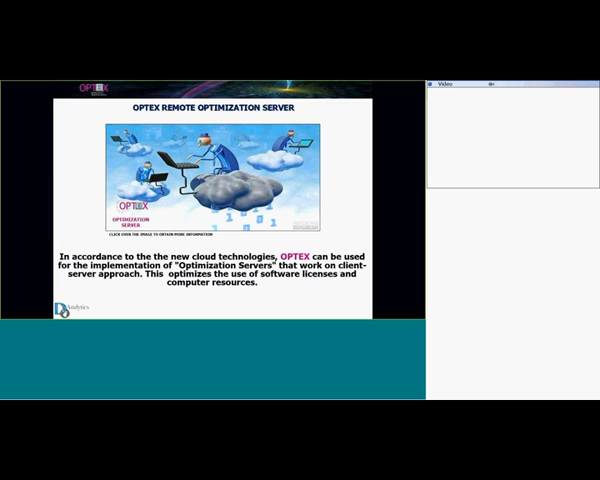 OPTEX
Video
OPTEX REMOTE OPTIMIZATION SERVER
OPTEX
OPTIMIZATION
SERVER
CLICK OVER THE IMAGE TO OBTAIN MORE INFORMATION
In accordance to the the new cloud technologies, OPTEX can be used
for the implementation of "Optimization Servers" that work on client-
server approach. This optimizes the use of software licenses and
computer resources.
DO Analytics